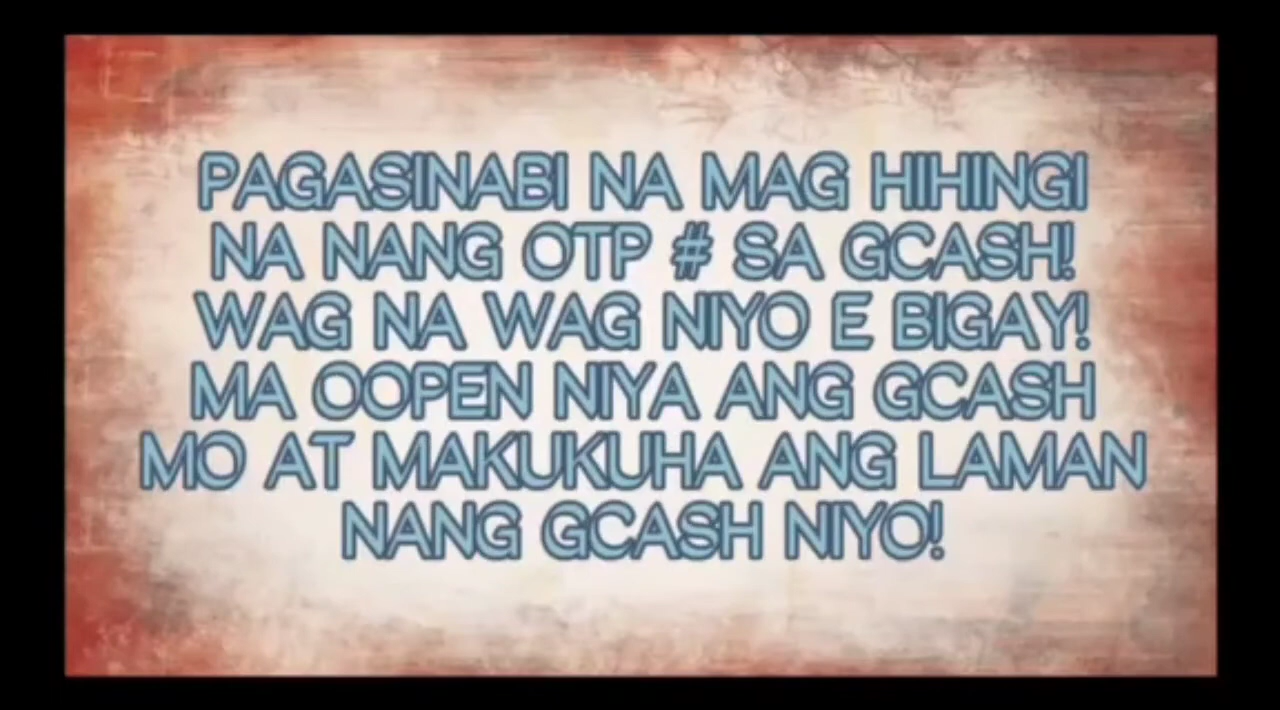 PAGASINABI NA MAG HIHINGI
NA NANG OTP # SA GCASH!
WAG NA WAG NIYO E BIGAY!
MA OOPEN NIYA ANG GCASH
MO AT MAKUKUHA ANG LAMAN
NANG GCASH NIYO!